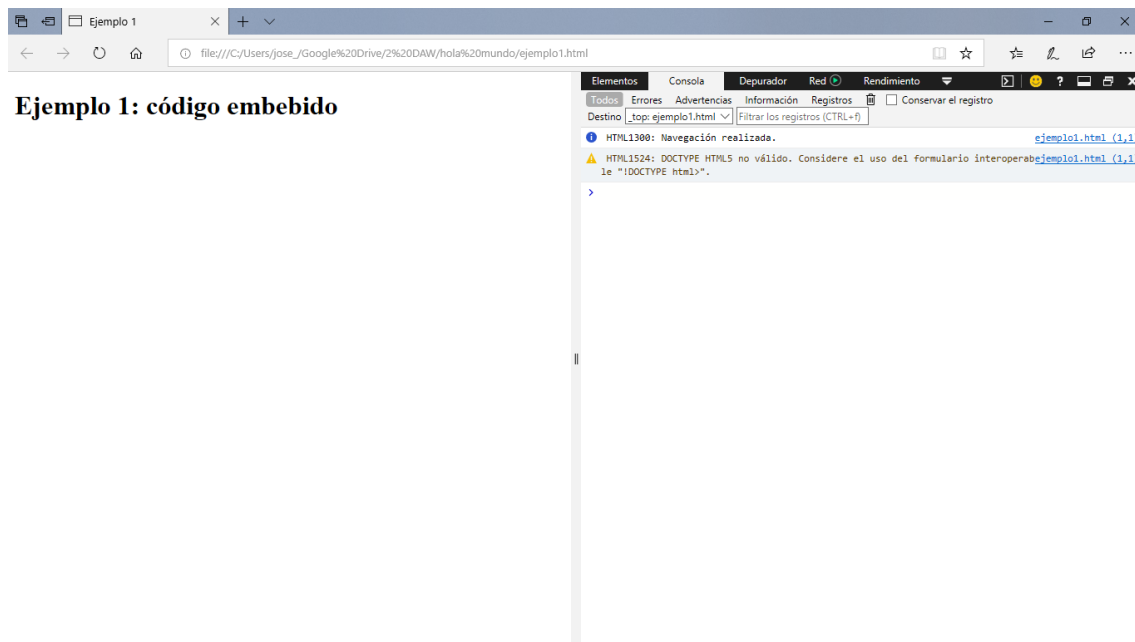 Ejemplo 1
file:///C:/Users/jose_/Google%20Drive/2%20DAW/hola%20mundo/ejemplo1.html
Ejemplo 1: código embebido
Elementos Consola Depurador Red Rendimiento
Todos Errores Advertencias Información Registros Conservar el registro
Destino _top: ejemplo1.html Filtrar los registros (CTRL+f)
HTML1300: Navegación realizada. ejemplo1.html (1,1
HTML1524: DOCTYPE HTML5 no válido. Considere el uso del formulario interoperab ejemplo1.html (1,1
le "!DOCTYPE html>".